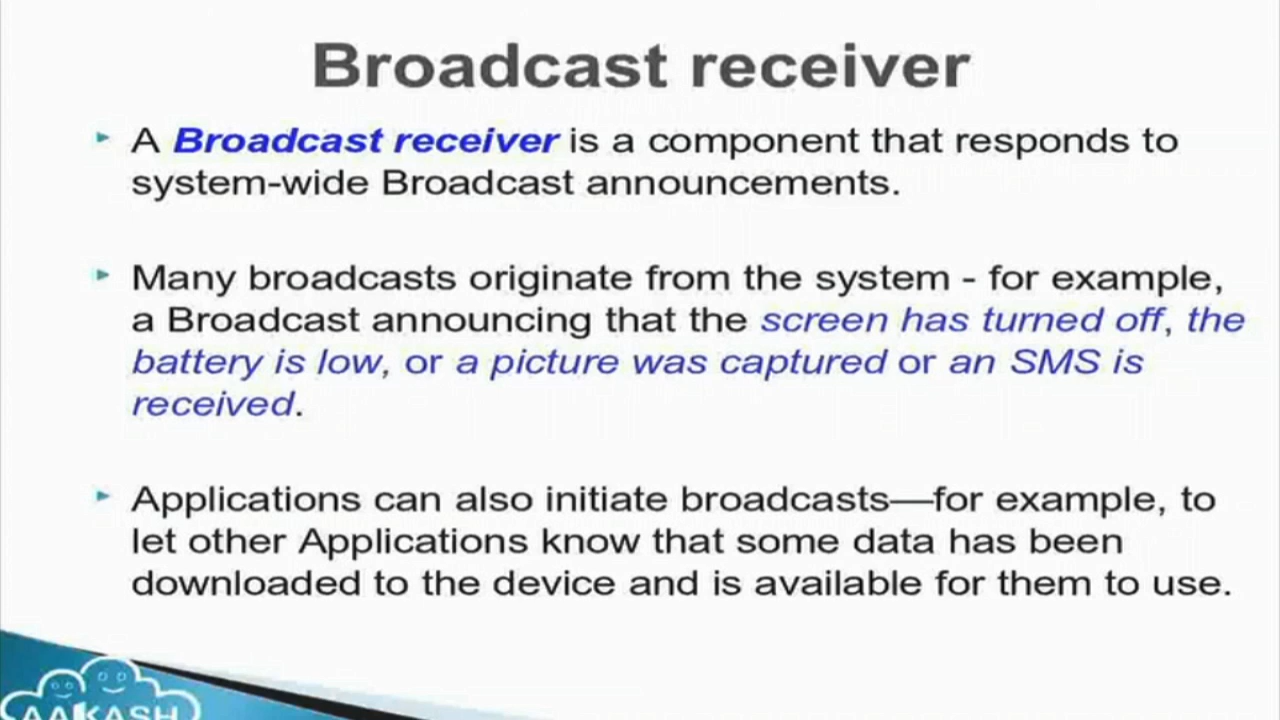 Broadcast receiver
A Broadcast receiver is a component that responds to
system-wide Broadcast announcements.
Many broadcasts originate from the system - for example,
a Broadcast announcing that the screen has turned off, the
battery is low, or a picture was captured or an SMS is
received.
Applications can also initiate broadcasts—for example, to
let other Applications know that some data has been
downloaded to the device and is available for them to use.
AAKASH